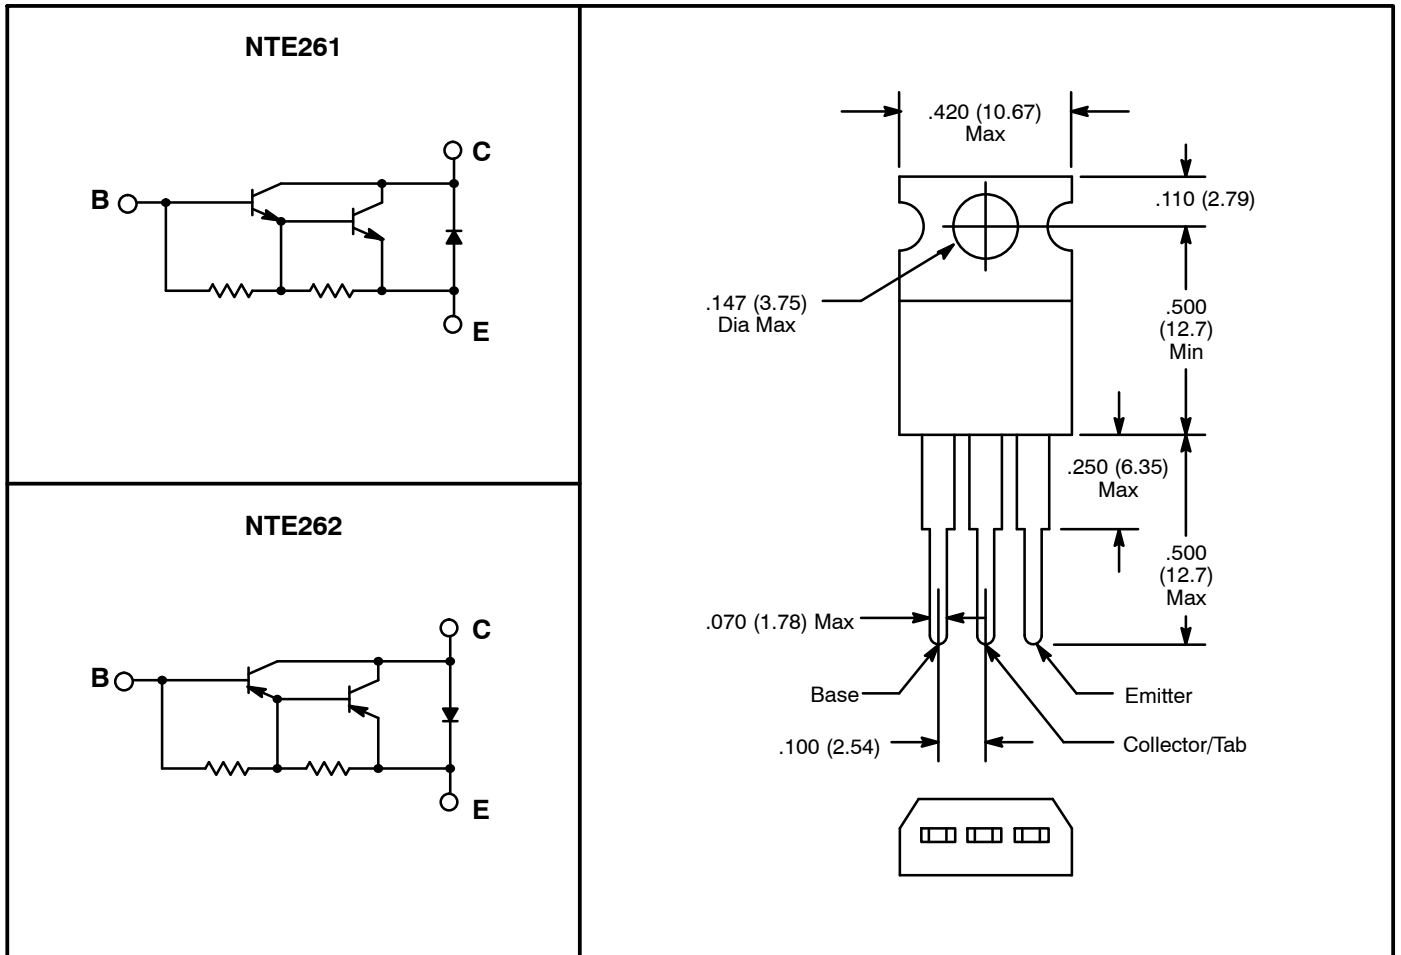 NTE261
C
B
E
NTE262
C
B
E
.420 (10.67)
Max
.110 (2.79)
.147 (3.75)
Dia Max
.500
(12.7)
Min
.250 (6.35)
Max
.500
(12.7)
Max
.070 (1.78) Max
Base
Emitter
.100 (2.54)
Collector/Tab